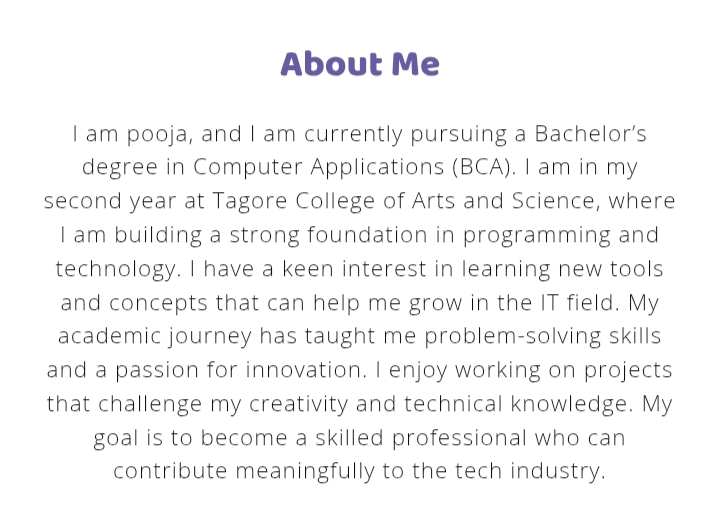 About Me
I am pooja, and I am currently pursuing a Bachelor’s
degree in Computer Applications (BCA). I am in my
second year at Tagore College of Arts and Science, where
I am building a strong foundation in programming and
technology. I have a keen interest in learning new tools
and concepts that can help me grow in the IT field. My
academic journey has taught me problem-solving skills
and a passion for innovation. I enjoy working on projects
that challenge my creativity and technical knowledge. My
goal is to become a skilled professional who can
contribute meaningfully to the tech industry.